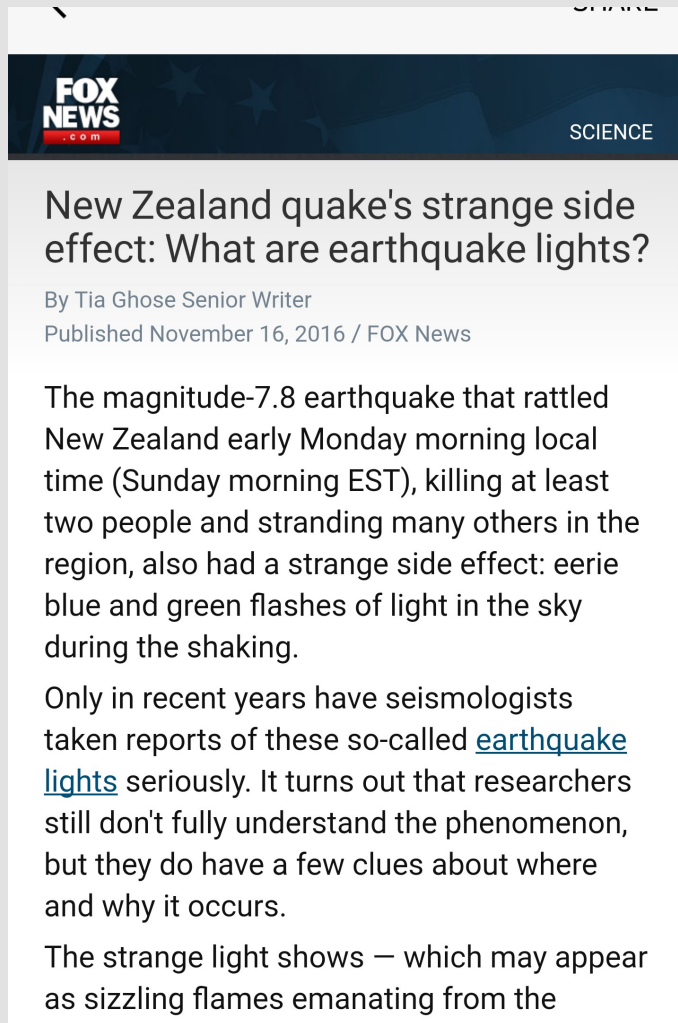 SHARE
FOX
NEWS
.com
SCIENCE
New Zealand quake's strange side
effect: What are earthquake lights?
By Tia Ghose Senior Writer
Published November 16, 2016 / FOX News
The magnitude-7.8 earthquake that rattled
New Zealand early Monday morning local
time (Sunday morning EST), killing at least
two people and stranding many others in the
region, also had a strange side effect: eerie
blue and green flashes of light in the sky
during the shaking.
Only in recent years have seismologists
taken reports of these so-called earthquake
lights seriously. It turns out that researchers
still don't fully understand the phenomenon,
but they do have a few clues about where
and why it occurs.
The strange light shows — which may appear
as sizzling flames emanating from the